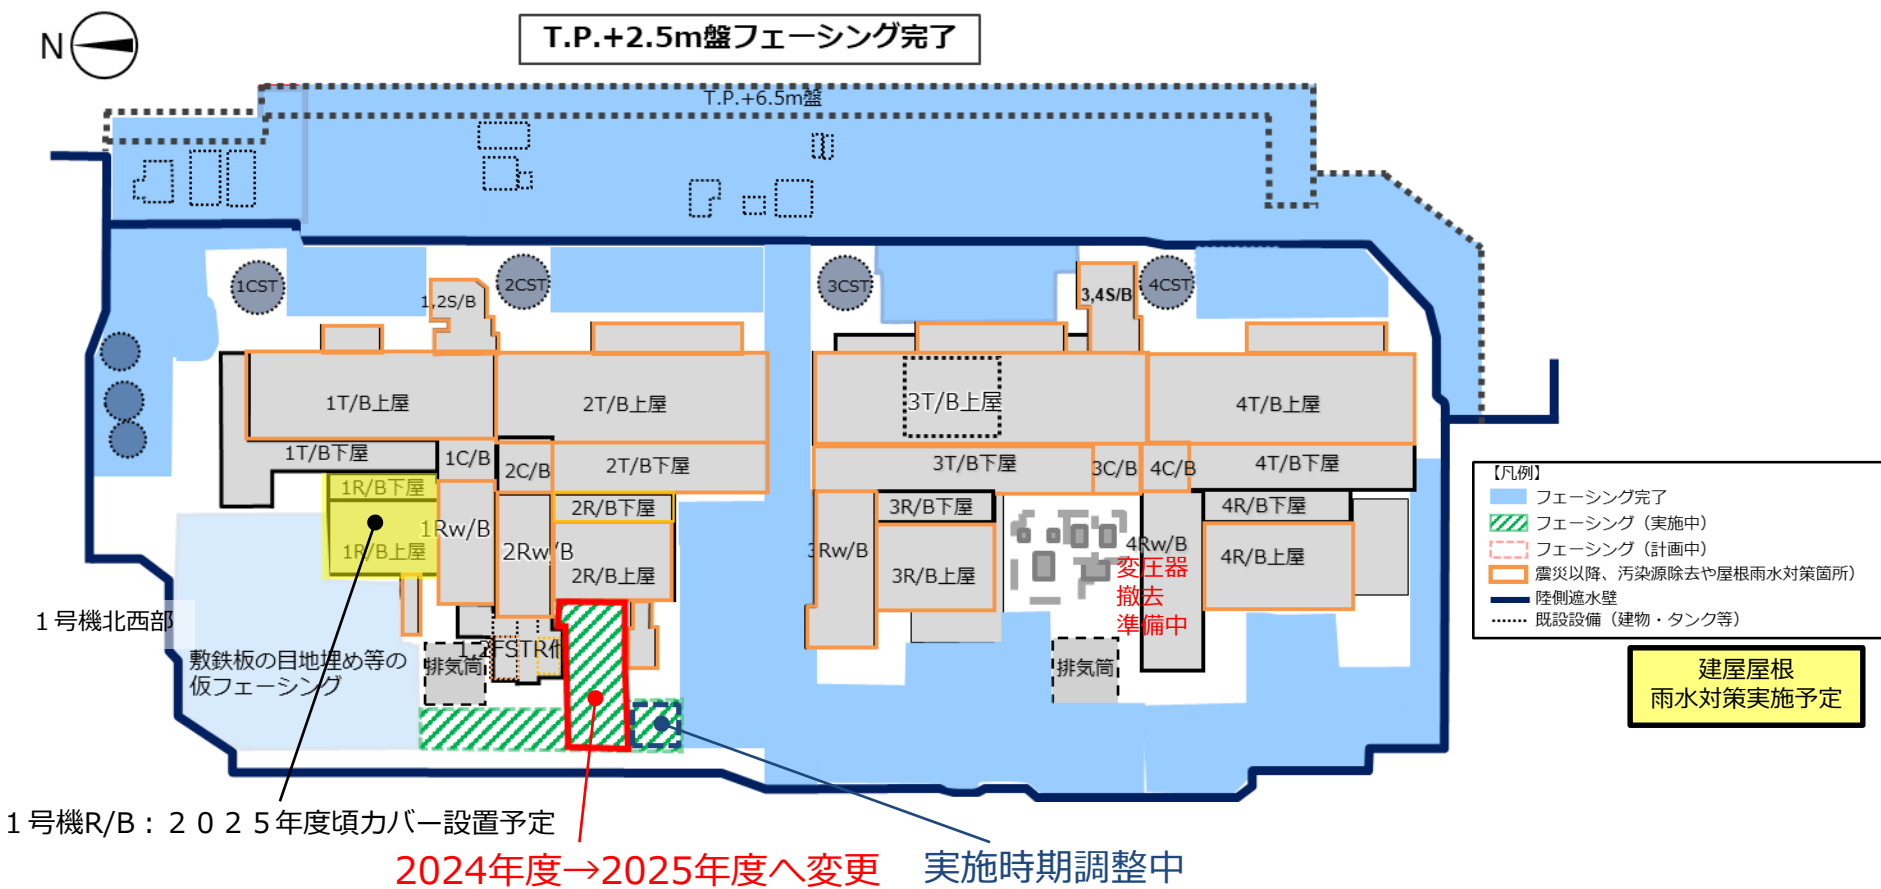 N
T.P.+2.5m盤フェーシング完了
T.P.+6.5m盤
1CST
1,2S/B
2CST
3CST
3,4S/B
4CST
1T/B上屋
2T/B上屋
3T/B上屋
4T/B上屋
1T/B下屋
1C/B
2C/B
2T/B下屋
3T/B下屋
3C/B
4C/B
4T/B下屋
1R/B下屋
1R/B上屋
1Rw/B
2Rw/B
2R/B下屋
2R/B上屋
3Rw/B
3R/B下屋
3R/B上屋
4Rw/B
4R/B下屋
4R/B上屋
変圧器
撤去
準備中
【凡例】
フェーシング完了
フェーシング（実施中）
フェーシング（計画中）
震災以降、汚染源除去や屋根雨水対策箇所）
陸側遮水壁
既設設備（建物・タンク等）
１号機北西部
敷鉄板の目地埋め等の
仮フェーシング
排気筒
1,2FSTR他
排気筒
建屋屋根
雨水対策実施予定
１号機R/B：２０２５年度頃カバー設置予定
2024年度→2025年度へ変更
実施時期調整中